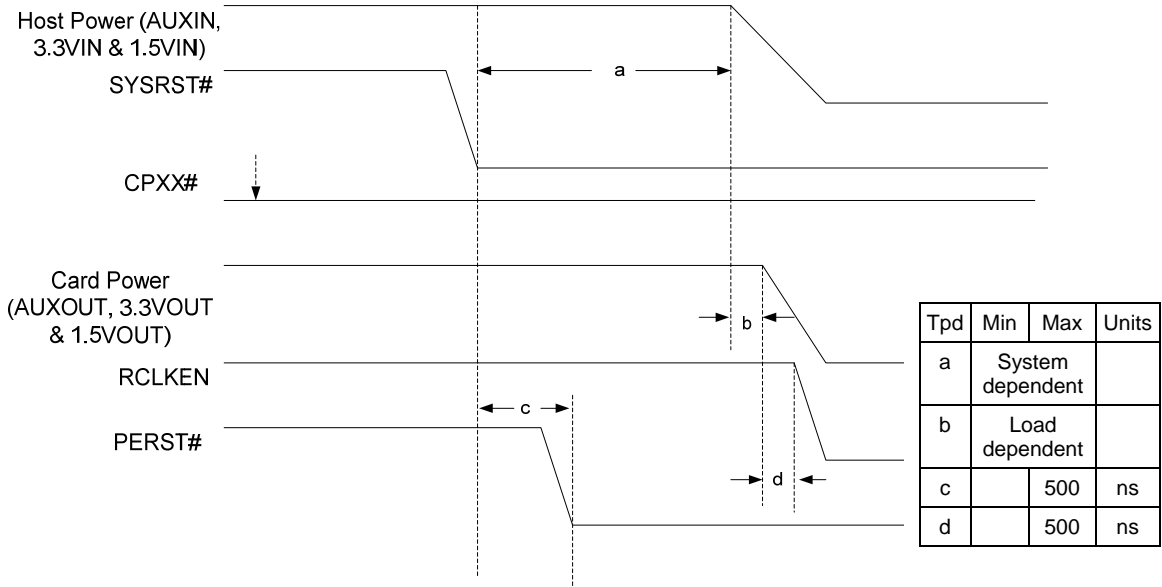 Host Power (AUXIN,
3.3VIN & 1.5VIN)
SYSRST#
a
CPXX#
Card Power
(AUXOUT, 3.3VOUT
& 1.5VOUT)
b
RCLKEN
c
PERST#
d
Tpd Min Max Units
a System
dependent
b Load
dependent
c 500 ns
d 500 ns